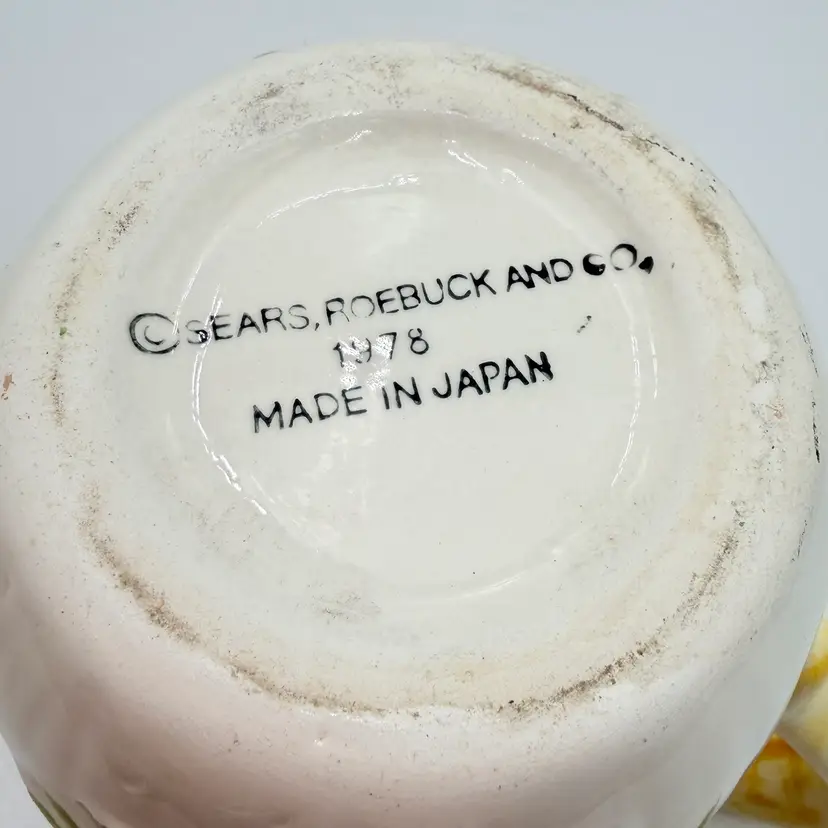 © SEARS, ROEBUCK AND CO.
1978
MADE IN JAPAN